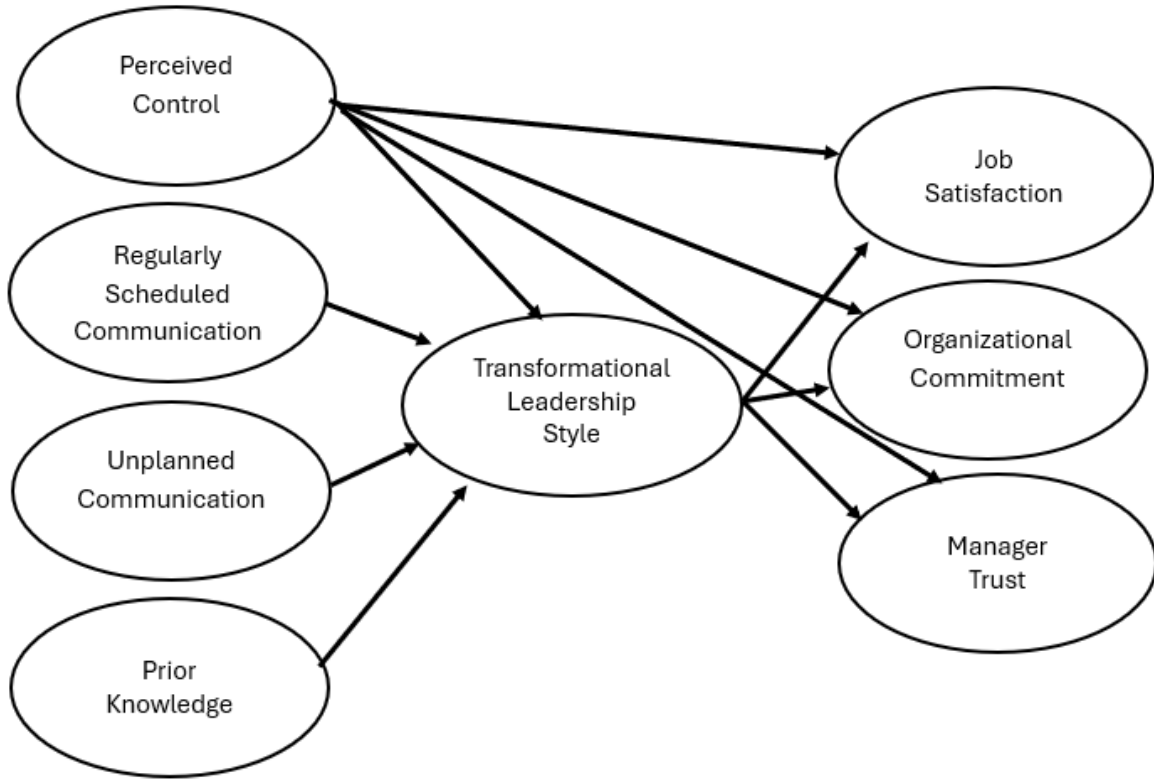 Perceived
Control
Regularly
Scheduled
Communication
Unplanned
Communication
Prior
Knowledge
Transformational
Leadership
Style
Job
Satisfaction
Organizational
Commitment
Manager
Trust